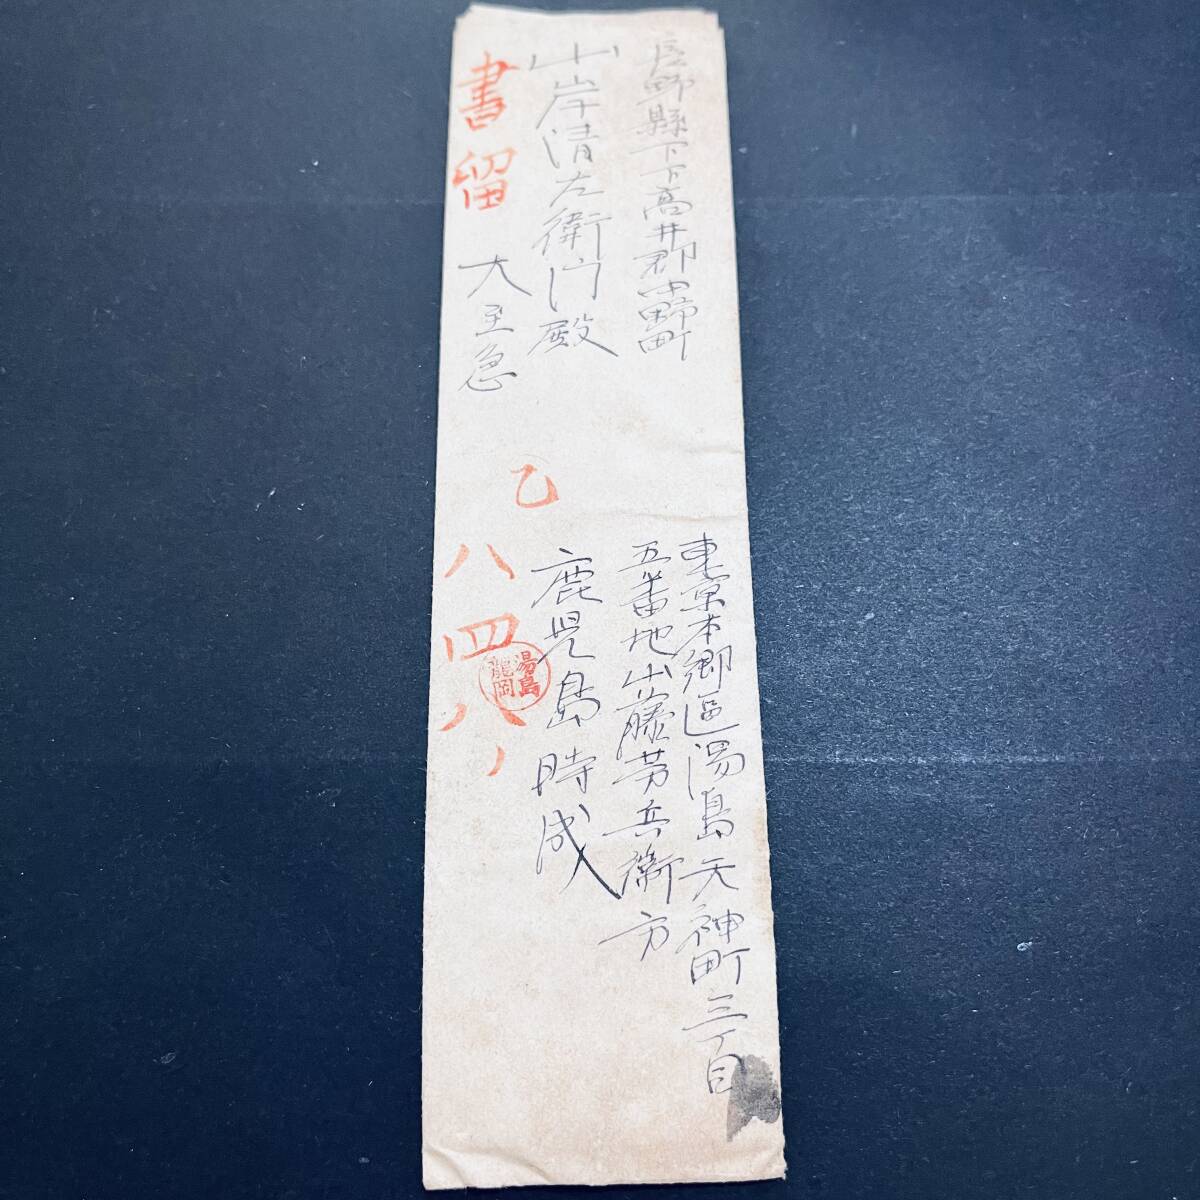 長野縣下下高井郡中野町
山岸清左衛门殿
書留
大至急
東京本郷區湯島天神町三丁目
五番地山藤芳兵衛方
鹿児島時成
乙
八四八ノ
湯島
龍岡